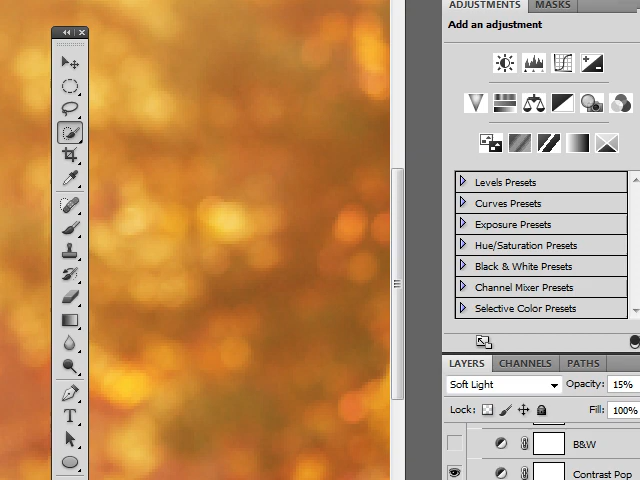 ADJUSTMENTS MASKS
Add an adjustment
Levels Presets
Curves Presets
Exposure Presets
Hue/Saturation Presets
Black & White Presets
Channel Mixer Presets
Selective Color Presets
LAYERS CHANNELS PATHS
Soft Light Opacity: 15%
Lock: Fill: 100%
B&W
Contrast Pop